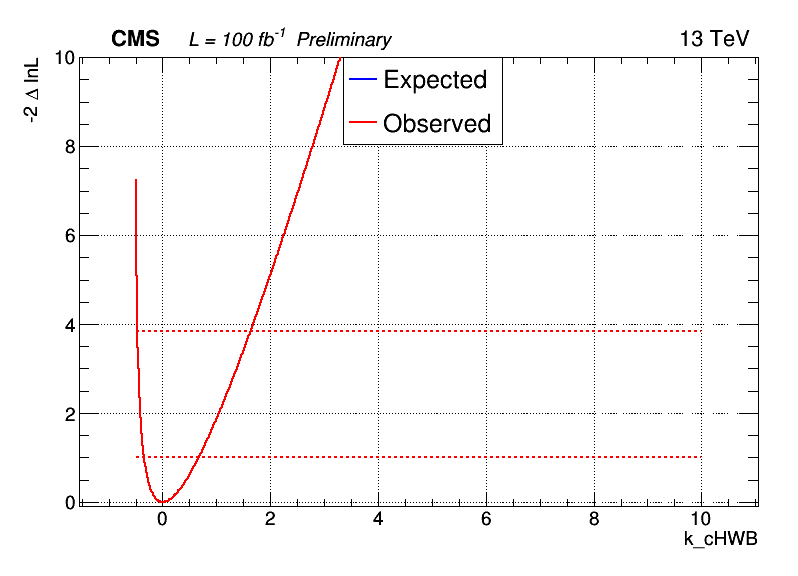 CMS L = 100 fb⁻¹ Preliminary 13 TeV
-2 Δ lnL
Expected
Observed
10
8
6
4
2
0
0 2 4 6 8 10
k_cHWB